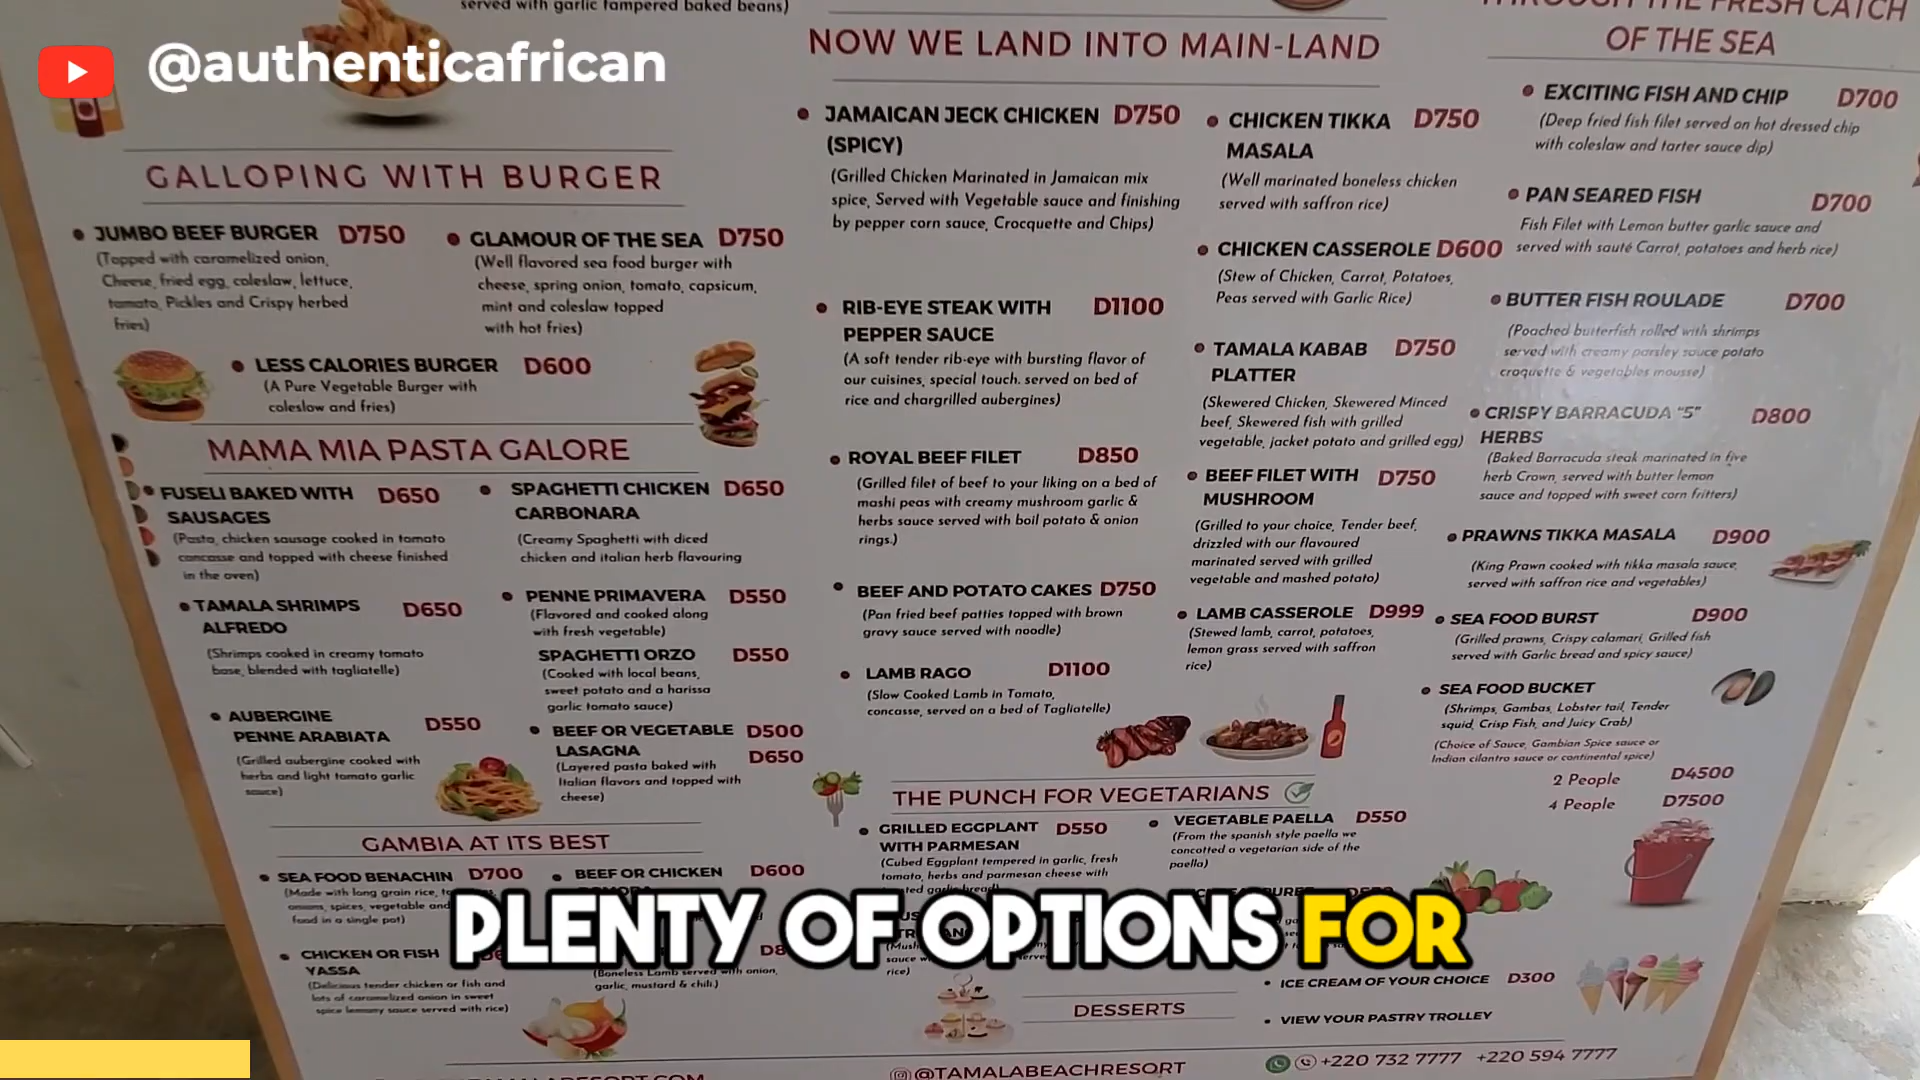 served with garlic tampered baked beans)
@authenticafrican
GALLOPING WITH BURGER
JUMBO BEEF BURGER D750
(Topped with caramelized onion,
Cheese, fried egg, coleslaw, lettuce,
tomato, Pickles and Crispy herbed
fries)
GLAMOUR OF THE SEA D750
(Well flavored sea food burger with
cheese, spring onion, tomato, capsicum,
mint and coleslaw topped
with hot fries)
LESS CALORIES BURGER D600
(A Pure Vegetable Burger with
coleslow and fries)
MAMA MIA PASTA GALORE
FUSELI BAKED WITH D650
SAUSAGES
(Pasta, chicken sausage cooked in tomato
concasse and topped with cheese finished
in the oven)
TAMALA SHRIMPS D650
ALFREDO
(Shrimps cooked in creamy tomato
base, blended with tagliatelle)
AUBERGINE D550
PENNE ARABIATA
(Grilled aubergine cooked with
herbs and light tomato garlic
sauce)
SPAGHETTI CHICKEN D650
CARBONARA
(Creamy Spaghetti with diced
chicken and italian herb flavouring
PENNE PRIMAVERA D550
(Flavored and cooked along
with fresh vegetable)
SPAGHETTI ORZO D550
(Cooked with local beans,
sweet potato and a harissa
garlic tomato sauce)
BEEF OR VEGETABLE D500
LASAGNA D650
(Layered pasta baked with
Italian flavors and topped with
cheese)
GAMBIA AT ITS BEST
SEA FOOD BENACHIN D700
(Made with long grain rice,
onions, spices, vegetable and
food in a single pot)
BEEF OR CHICKEN D600
CHICKEN OR FISH
YASSA
(Delicious tender chicken or fish and
lots of caramelized onion in sweet
spice lemony sauce served with rice)
(Boneless Lamb served with onion,
garlic, mustard & chili.)
NOW WE LAND INTO MAIN-LAND
JAMAICAN JECK CHICKEN D750
(SPICY)
(Grilled Chicken Marinated in Jamaican mix
spice, Served with Vegetable sauce and finishing
by pepper corn sauce, Crocquette and Chips)
RIB-EYE STEAK WITH D1100
PEPPER SAUCE
(A soft tender rib-eye with bursting flavor of
our cuisines, special touch. served on bed of
rice and chargrilled aubergines)
ROYAL BEEF FILET D850
(Grilled filet of beef to your liking on a bed of
mashi peas with creamy mushroom garlic &
herbs sauce served with boil potato & onion
rings.)
BEEF AND POTATO CAKES D750
(Pan fried beef patties topped with brown
gravy sauce served with noodle)
LAMB RAGO D1100
(Slow Cooked Lamb in Tomato,
concasse, served on a bed of Tagliatelle)
CHICKEN TIKKA D750
MASALA
(Well marinated boneless chicken
served with saffron rice)
CHICKEN CASSEROLE D600
(Stew of Chicken, Carrot, Potatoes,
Peas served with Garlic Rice)
TAMALA KABAB D750
PLATTER
(Skewered Chicken, Skewered Minced
beef, Skewered fish with grilled
vegetable, jacket potato and grilled egg)
BEEF FILET WITH D750
MUSHROOM
(Grilled to your choice, Tender beef,
drizzled with our flavoured
marinated served with grilled
vegetable and mashed potato)
LAMB CASSEROLE D999
(Stewed lamb, carrot, potatoes,
lemon grass served with saffron
rice)
THE PUNCH FOR VEGETARIANS
GRILLED EGGPLANT D550
WITH PARMESAN
(Cubed Eggplant tempered in garlic, fresh
tomato, herbs and parmesan cheese with
VEGETABLE PAELLA D550
(From the spanish style paella we
concotted a vegetarian side of the
paella)
rice)
THROUGH THE FRESH CATCH
OF THE SEA
EXCITING FISH AND CHIP D700
(Deep fried fish filet served on hot dressed chip
with coleslaw and tarter sauce dip)
PAN SEARED FISH D700
Fish Filet with Lemon butter garlic sauce and
served with sauté Carrot, potatoes and herb rice)
BUTTER FISH ROULADE D700
(Poached butterfish rolled with shrimps
served with creamy parsley sauce potato
croquette & vegetables mousse)
CRISPY BARRACUDA "5" D800
HERBS
(Baked Barracuda steak marinated in five
herb Crown, served with butter lemon
sauce and topped with sweet corn fritters)
PRAWNS TIKKA MASALA D900
(King Prawn cooked with tikka masala sauce,
served with saffron rice and vegetables)
SEA FOOD BURST D900
(Grilled prawns, Crispy calamari, Grilled fish
served with Garlic bread and spicy sauce)
SEA FOOD BUCKET
(Shrimps, Gambas, Lobster tail, Tender
squid, Crisp Fish, and Juicy Crab)
(Choice of Sauce, Gambian Spice sauce or
Indian cilantro sauce or continental spice)
2 People D4500
4 People D7500
PLENTY OF OPTIONS FOR
DESSERTS
ICE CREAM OF YOUR CHOICE D300
VIEW YOUR PASTRY TROLLEY
@TAMALABEACHRESORT
+220 732 7777 +220 594 7777